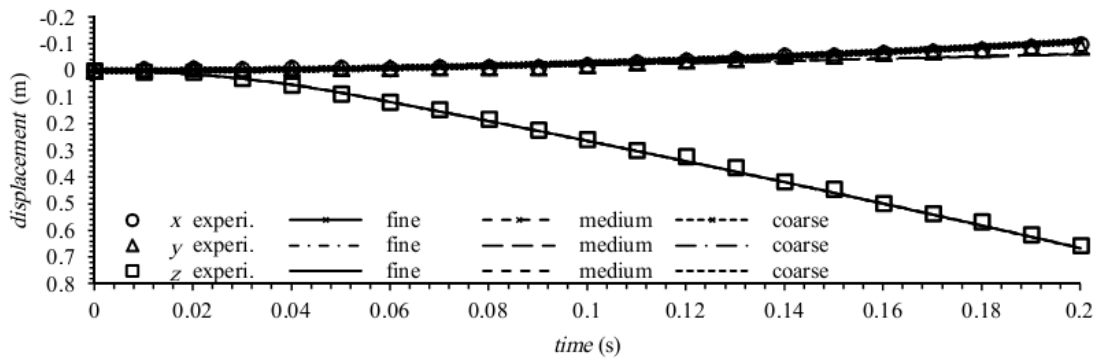 -0.2
-0.1
0
0.1
0.2
0.3
0.4
0.5
0.6
0.7
0.8
displacement (m)
x experi. fine medium coarse
y experi. fine medium coarse
z experi. fine medium coarse
0 0.02 0.04 0.06 0.08 0.1 0.12 0.14 0.16 0.18 0.2
time (s)